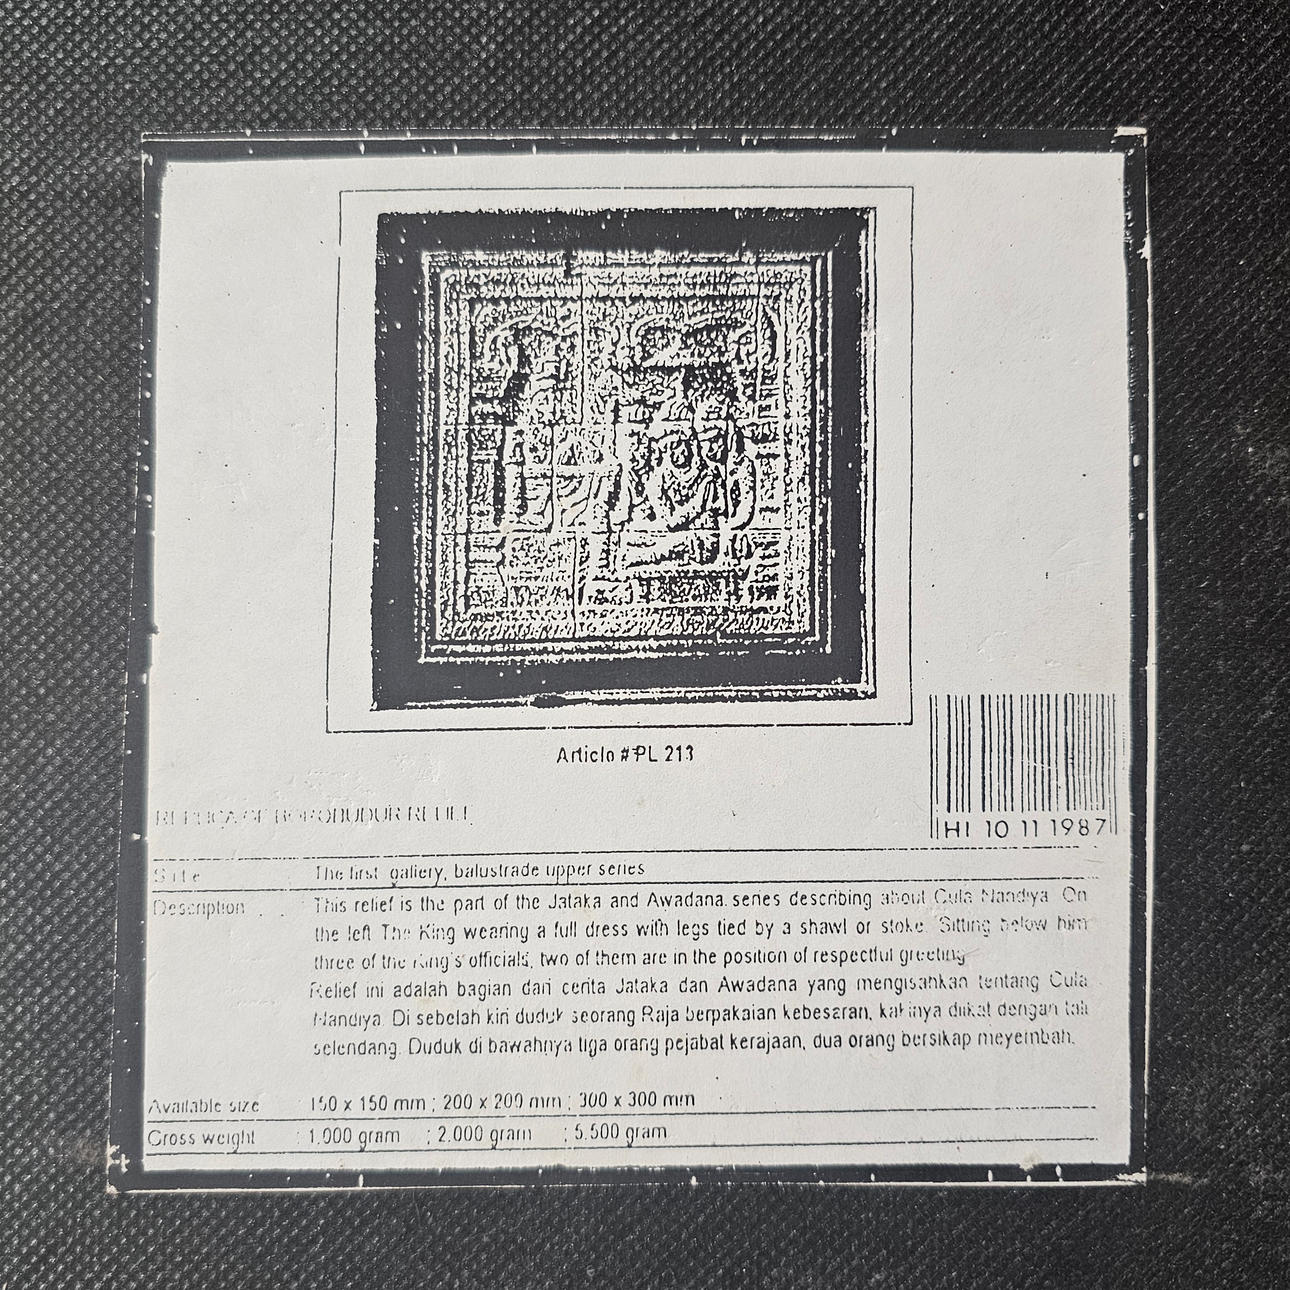 Article #PL 213
REPLICA OF BOROBUDUR RELIEF
HI 10 11 1987
Site : The first gallery, balustrade upper series
Description : This relief is the part of the Jataka and Awadana series describing about Cula Nandiya. On
the left The King wearing a full dress with legs tied by a shawl or stoke. Sitting below him
three of the King's officials, two of them are in the position of respectful greeting
Relief ini adalah bagian dari cerita Jataka dan Awadana yang mengisahkan tentang Cula
Nandiya. Di sebelah kiri duduk seorang Raja berpakaian kebesaran, kakinya diikat dengan tali
selendang. Duduk di bawahnya tiga orang pejabat kerajaan, dua orang bersikap meyembah.
Available size : 150 x 150 mm ; 200 x 200 mm ; 300 x 300 mm
Gross weight : 1.000 gram ; 2.000 gram ; 5.500 gram